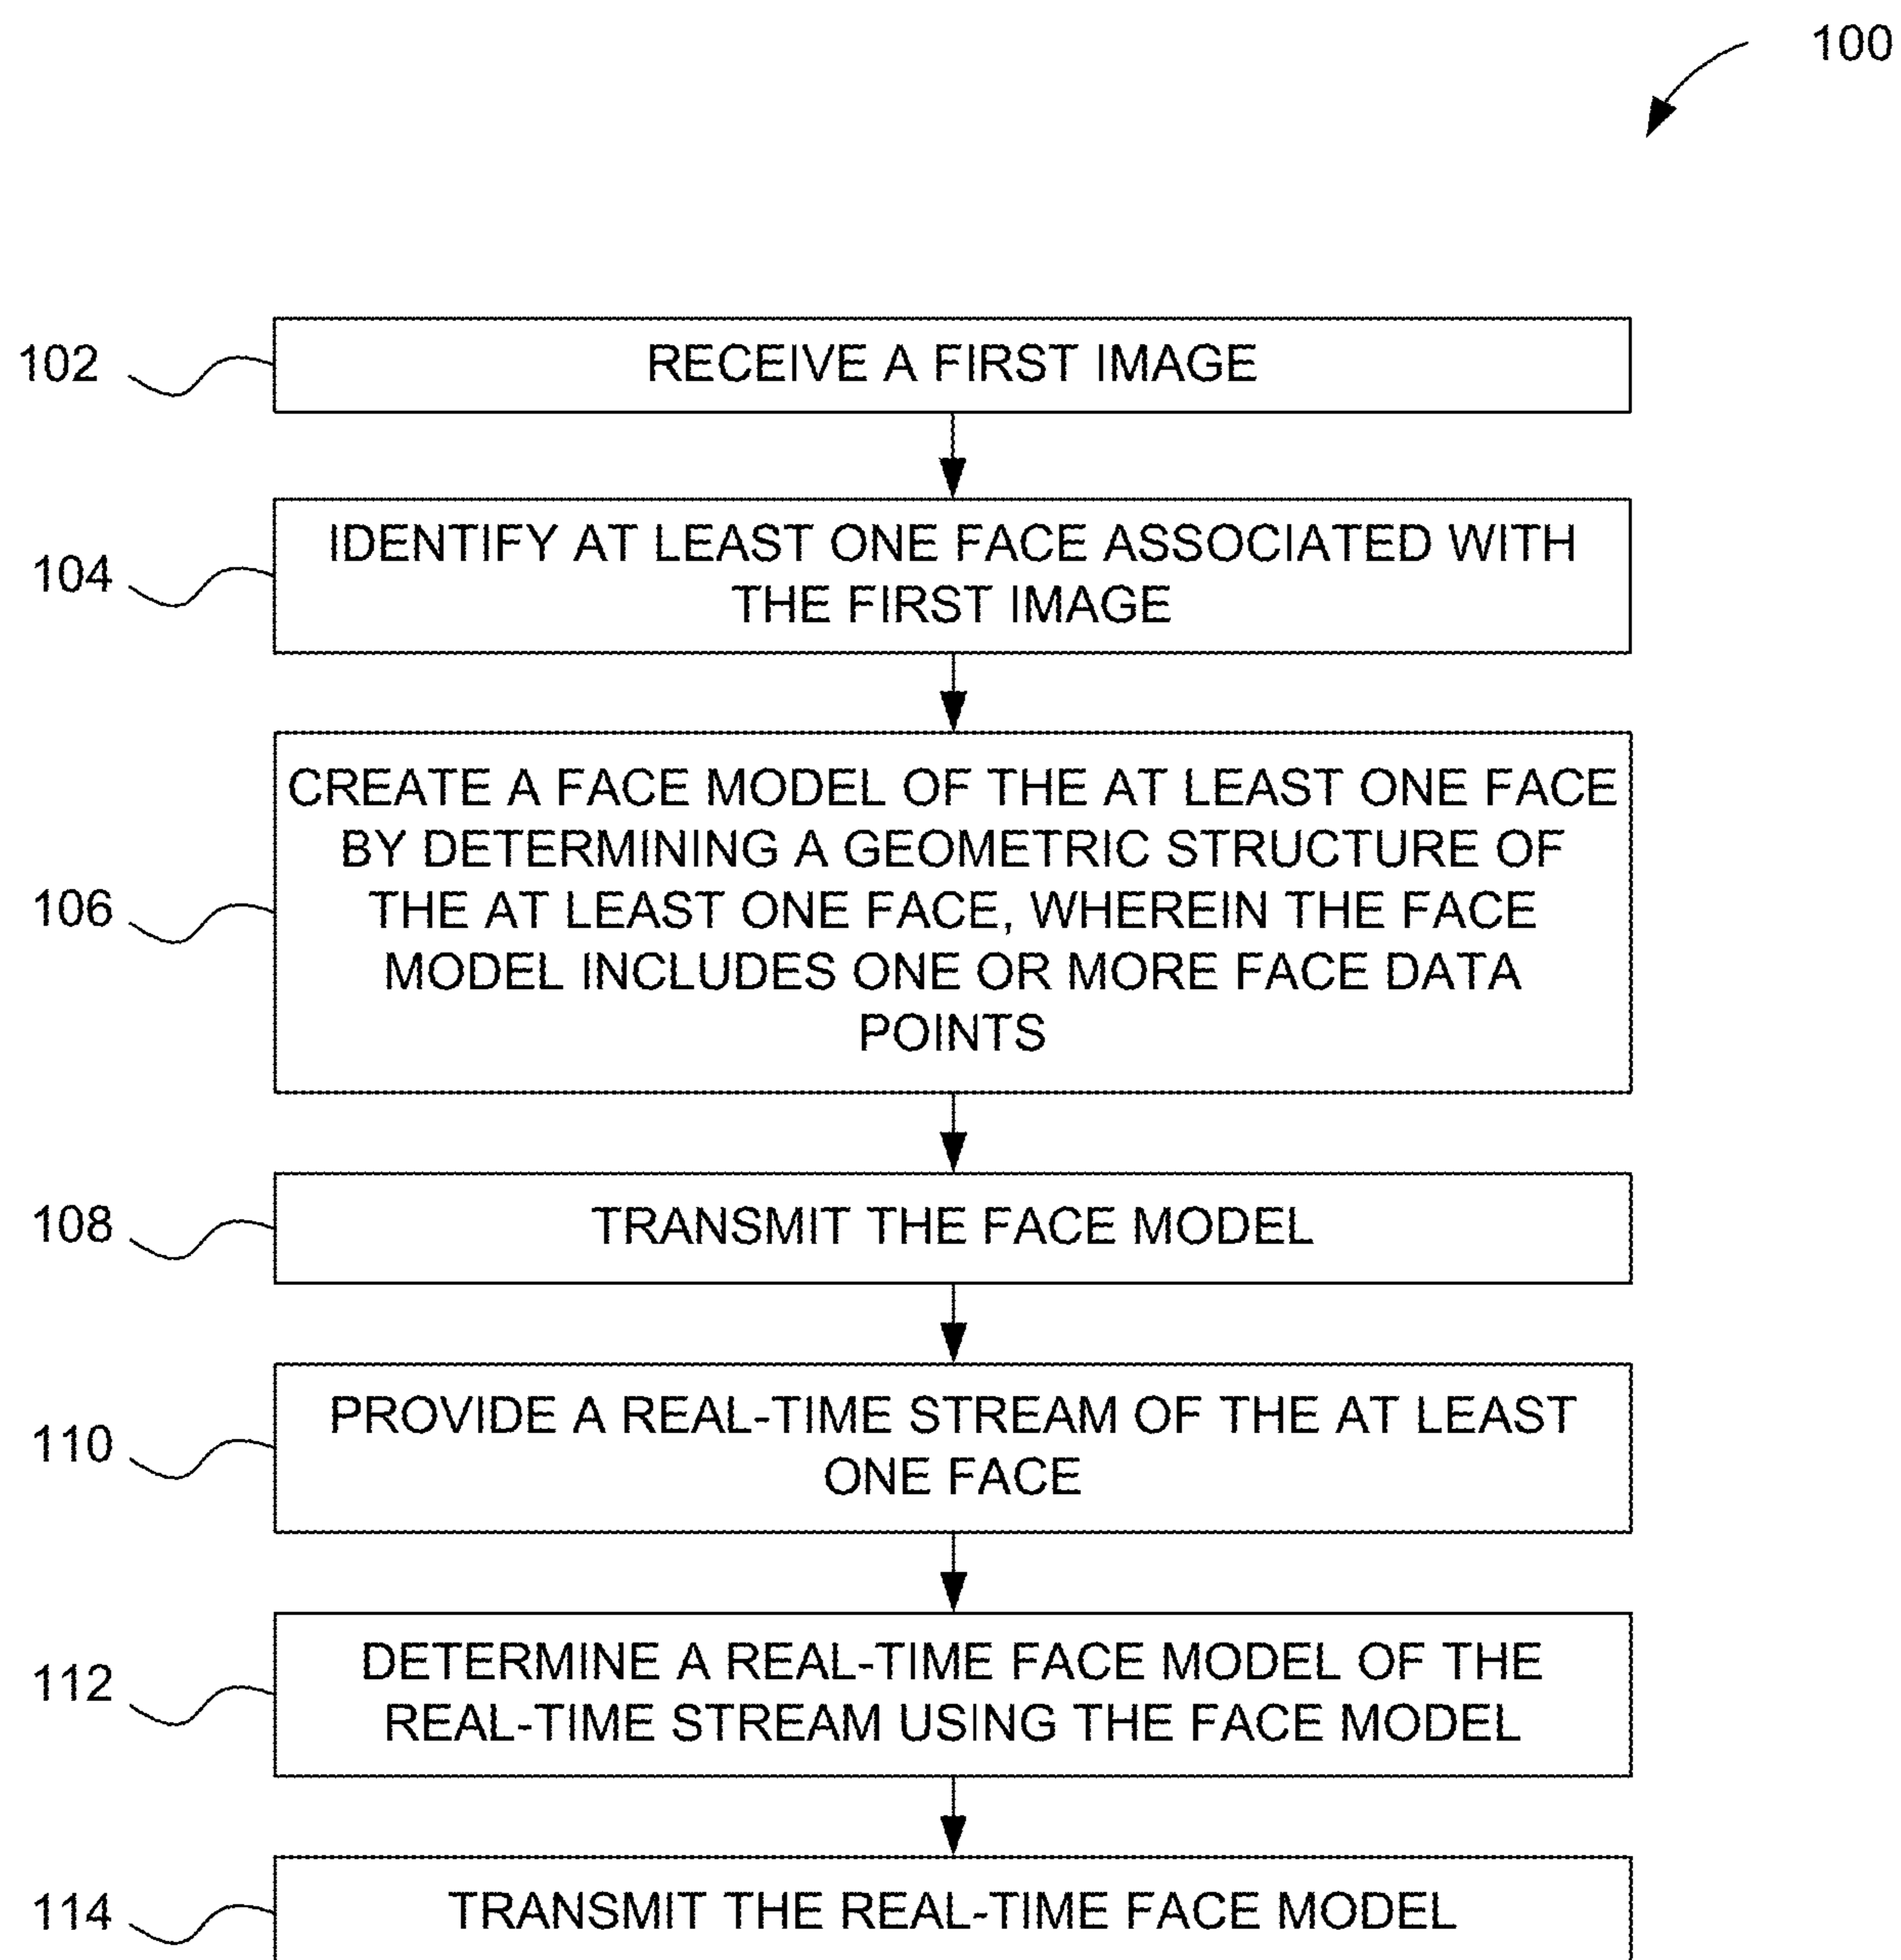 100
102
RECEIVE A FIRST IMAGE
104
IDENTIFY AT LEAST ONE FACE ASSOCIATED WITH
THE FIRST IMAGE
106
CREATE A FACE MODEL OF THE AT LEAST ONE FACE
BY DETERMINING A GEOMETRIC STRUCTURE OF
THE AT LEAST ONE FACE, WHEREIN THE FACE
MODEL INCLUDES ONE OR MORE FACE DATA
POINTS
108
TRANSMIT THE FACE MODEL
110
PROVIDE A REAL-TIME STREAM OF THE AT LEAST
ONE FACE
112
DETERMINE A REAL-TIME FACE MODEL OF THE
REAL-TIME STREAM USING THE FACE MODEL
114
TRANSMIT THE REAL-TIME FACE MODEL